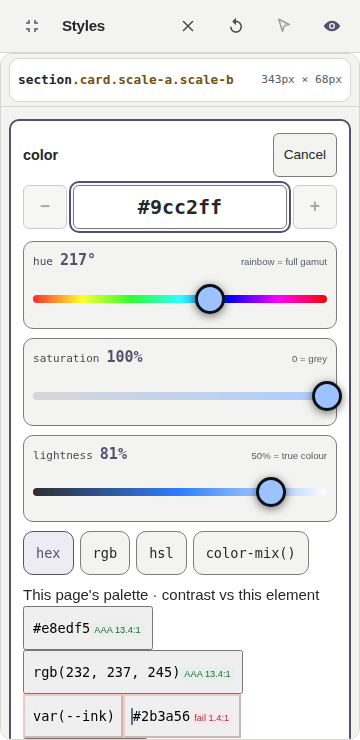 Styles
section.card.scale-a.scale-b 343px × 68px
color Cancel
− #9cc2ff +
hue 217° rainbow = full gamut
saturation 100% 0 = grey
lightness 81% 50% = true colour
hex rgb hsl color-mix()
This page's palette · contrast vs this element
#e8edf5 AAA 13.4:1
rgb(232, 237, 245) AAA 13.4:1
var(--ink) #2b3a56 fail 1.4:1